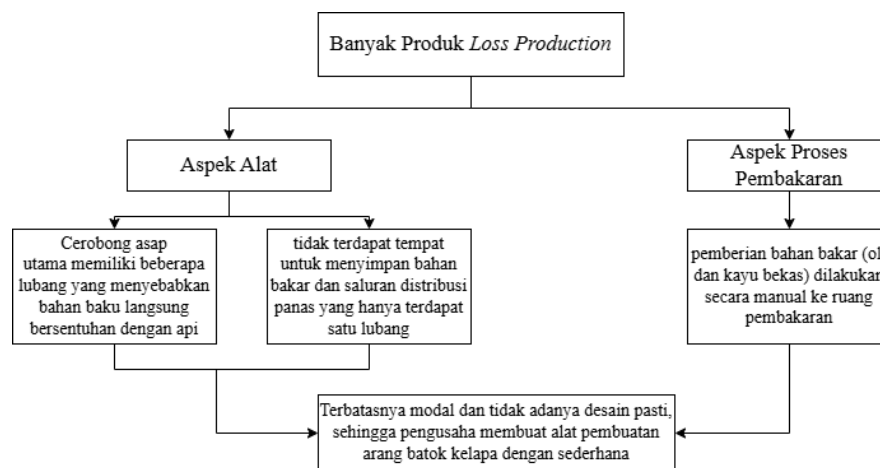 Banyak Produk Loss Production
Aspek Alat
Aspek Proses
Pembakaran
Cerobong asap
utama memiliki beberapa
lubang yang menyebabkan
bahan baku langsung
bersentuhan dengan api
tidak terdapat tempat
untuk menyimpan bahan
bakar dan saluran distribusi
panas yang hanya terdapat
satu lubang
pemberian bahan bakar
dan kayu bekas) dilakukan
secara manual ke ruang
pembakaran
Terbatasnya modal dan tidak adanya desain pasti,
sehingga pengusaha membuat alat pembuatan
arang batok kelapa dengan sederhana